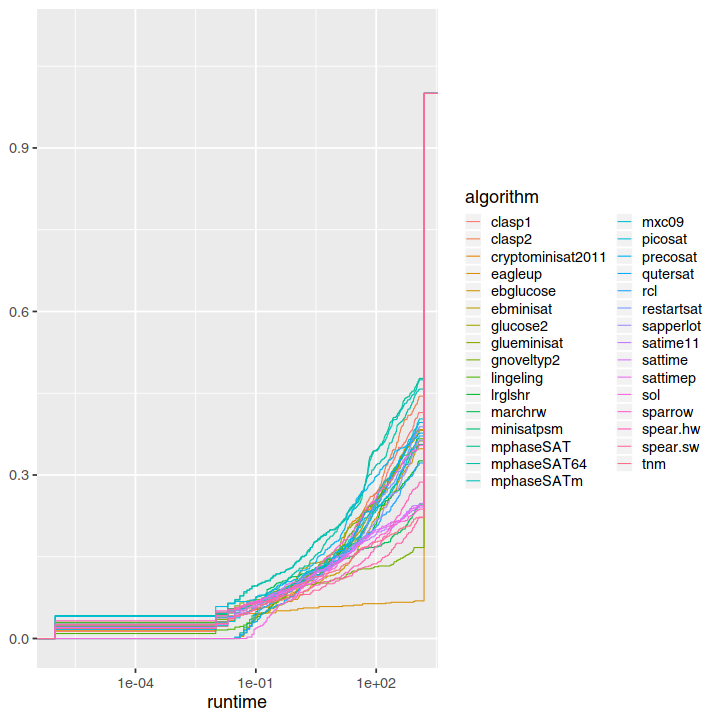 0.9
0.6
0.3
0.0
1e-04 1e-01 1e+02
runtime
algorithm
clasp1
clasp2
cryptominisat2011
eagleup
ebglucose
ebminisat
glucose2
glueminisat
gnoveltyp2
lingeling
lrglshr
marchrw
minisatpsm
mphaseSAT
mphaseSAT64
mphaseSATm
mxc09
picosat
precosat
qutersat
rcl
restartsat
sapperlot
satime11
sattime
sattimep
sol
sparrow
spear.hw
spear.sw
tnm